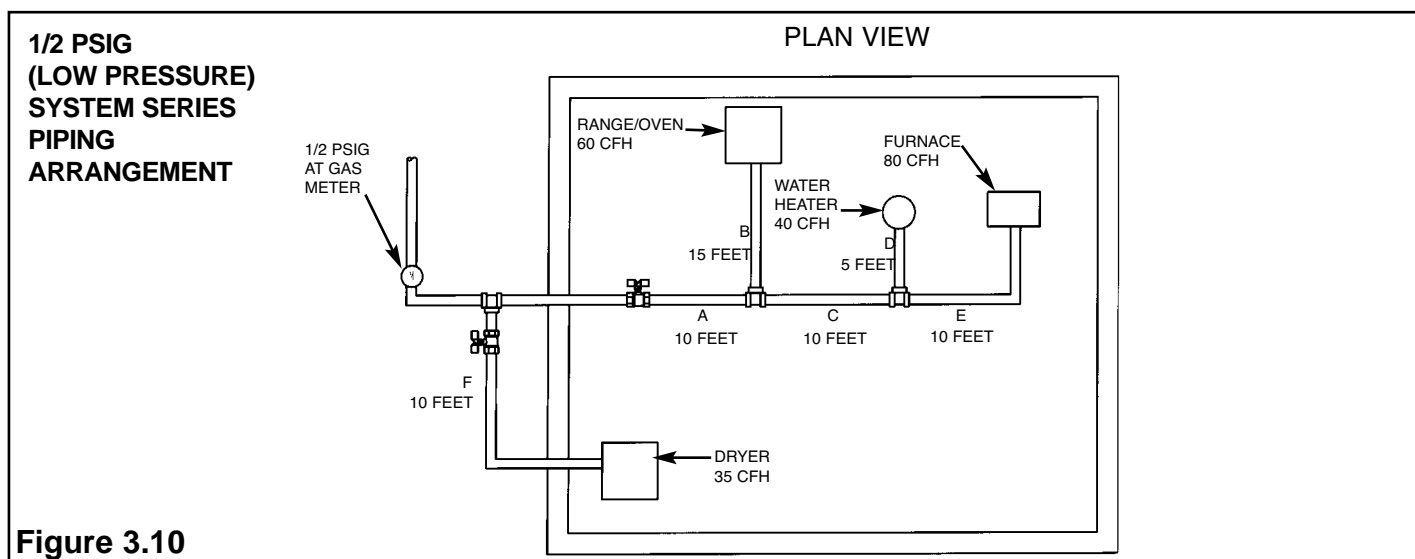 1/2 PSIG
(LOW PRESSURE)
SYSTEM SERIES
PIPING
ARRANGEMENT
PLAN VIEW
1/2 PSIG
AT GAS
METER
RANGE/OVEN
60 CFH
WATER
HEATER
40 CFH
FURNACE
80 CFH
B
15 FEET
D
5 FEET
A
10 FEET
C
10 FEET
E
10 FEET
F
10 FEET
DRYER
35 CFH
Figure 3.10